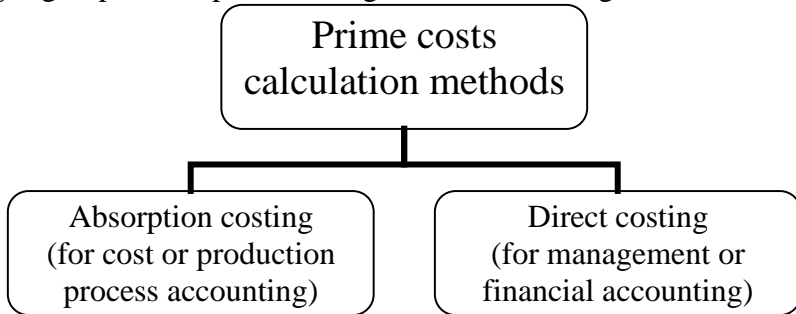 Prime costs
calculation methods
Absorption costing
(for cost or production
process accounting)
Direct costing
(for management or
financial accounting)